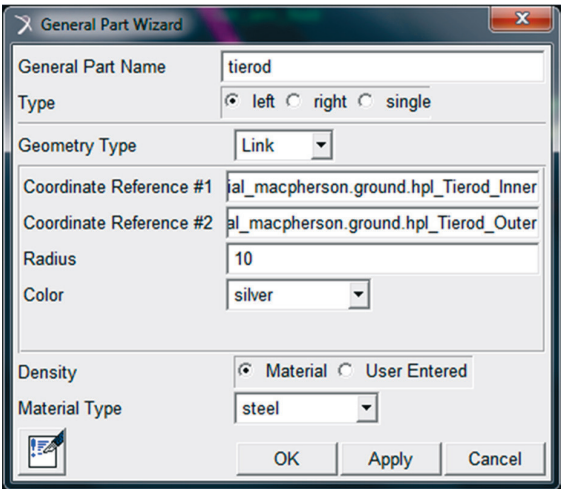 General Part Wizard
General Part Name tierod
Type left right single
Geometry Type Link
Coordinate Reference #1 ial_macpherson.ground.hpl_Tierod_Inner
Coordinate Reference #2 al_macpherson.ground.hpl_Tierod_Outer
Radius 10
Color silver
Density Material User Entered
Material Type steel
OK Apply Cancel